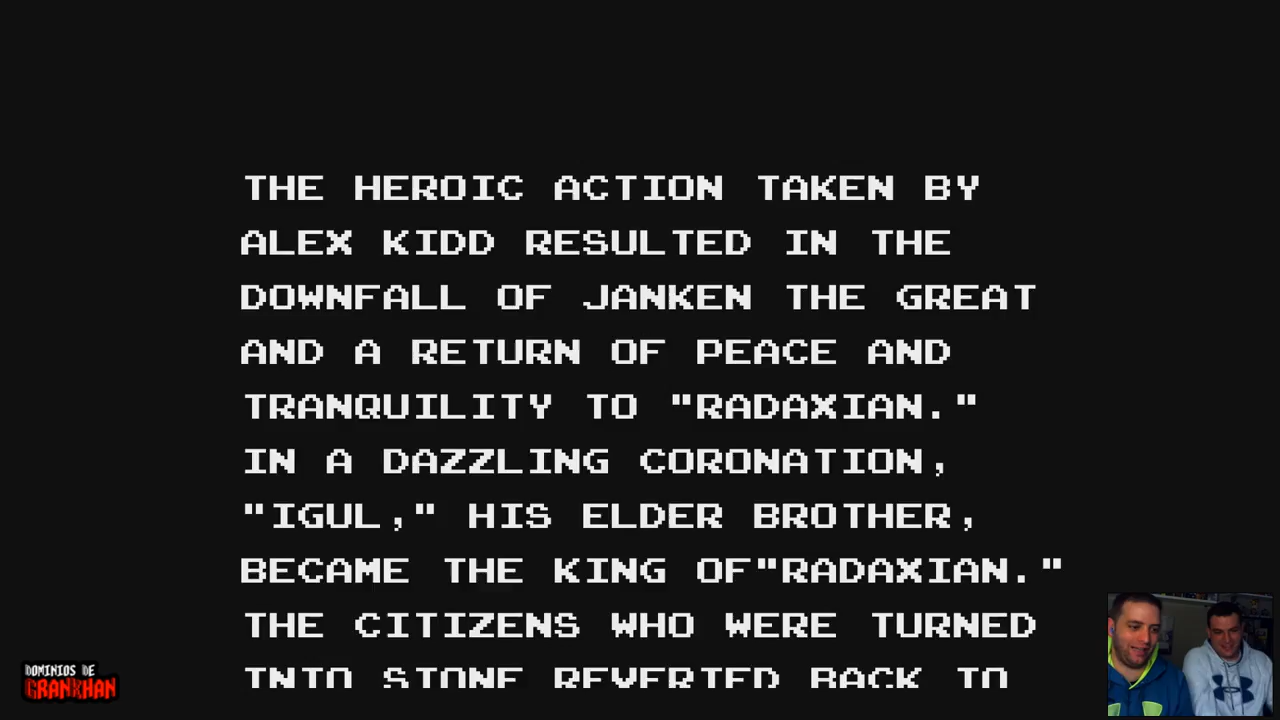 THE HEROIC ACTION TAKEN BY
ALEX KIDD RESULTED IN THE
DOWNFALL OF JANKEN THE GREAT
AND A RETURN OF PEACE AND
TRANQUILITY TO "RADAXIAN."
IN A DAZZLING CORONATION,
"IGUL," HIS ELDER BROTHER,
BECAME THE KING OF"RADAXIAN."
THE CITIZENS WHO WERE TURNED
INTO STONE REVERTED BACK TO
DOMINIOS DE
GRANKHAN